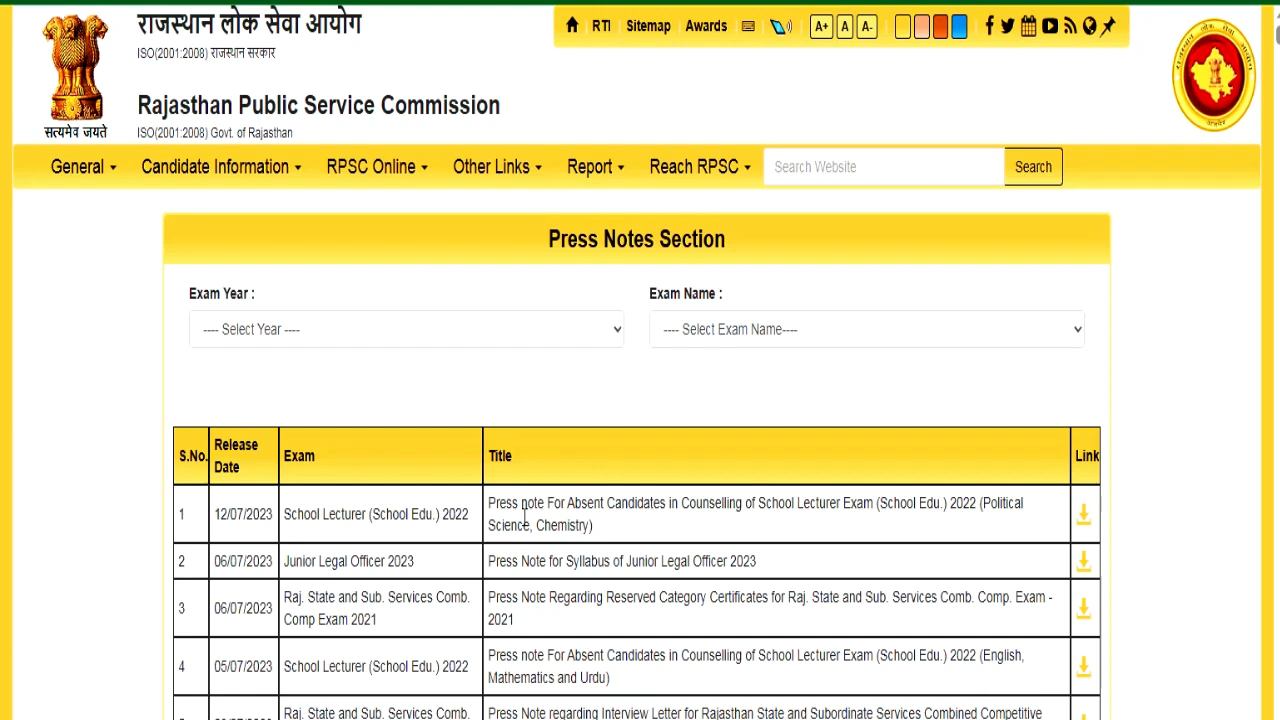 राजस्थान लोक सेवा आयोग
ISO(2001:2008) राजस्थान सरकार
RTI Sitemap Awards A+ A A-
Rajasthan Public Service Commission
सत्यमेव जयते
ISO(2001:2008) Govt. of Rajasthan
General Candidate Information RPSC Online Other Links Report Reach RPSC Search Website Search
Press Notes Section
Exam Year : Exam Name :
---- Select Year ---- ---- Select Exam Name----
S.No. Release Date Exam Title Link
1 12/07/2023 School Lecturer (School Edu.) 2022 Press note For Absent Candidates in Counselling of School Lecturer Exam (School Edu.) 2022 (Political
Science, Chemistry)
2 06/07/2023 Junior Legal Officer 2023 Press Note for Syllabus of Junior Legal Officer 2023
3 06/07/2023 Raj. State and Sub. Services Comb. Press Note Regarding Reserved Category Certificates for Raj. State and Sub. Services Comb. Comp. Exam -
Comp Exam 2021 2021
4 05/07/2023 School Lecturer (School Edu.) 2022 Press note For Absent Candidates in Counselling of School Lecturer Exam (School Edu.) 2022 (English,
Mathematics and Urdu)
Raj. State and Sub. Services Comb. Press Note regarding Interview Letter for Rajasthan State and Subordinate Services Combined Competitive